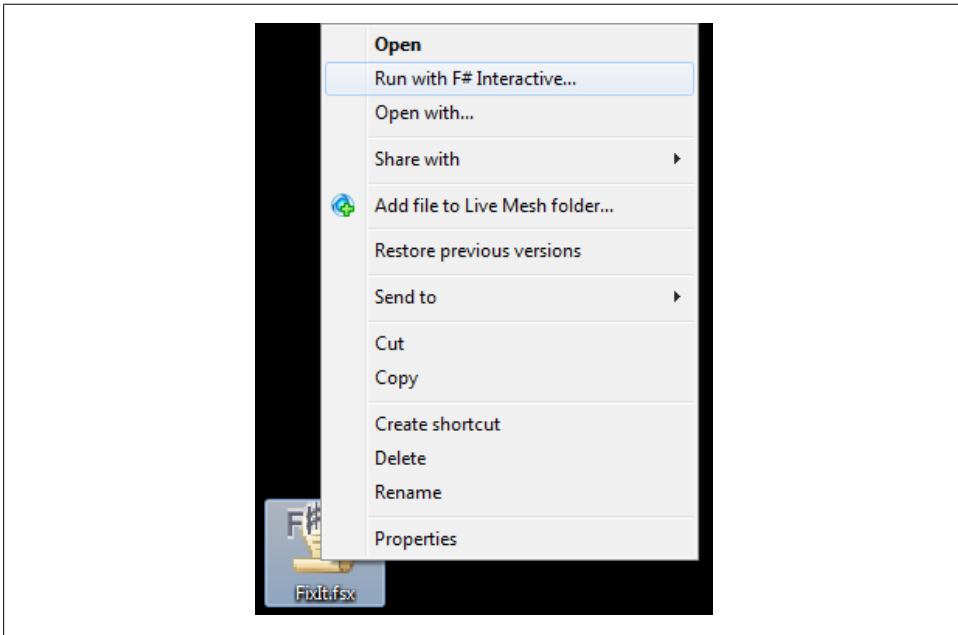 Open
Run with F# Interactive...
Open with...
Share with
Add file to Live Mesh folder...
Restore previous versions
Send to
Cut
Copy
Create shortcut
Delete
Rename
Properties
F#
FixIt.fsx